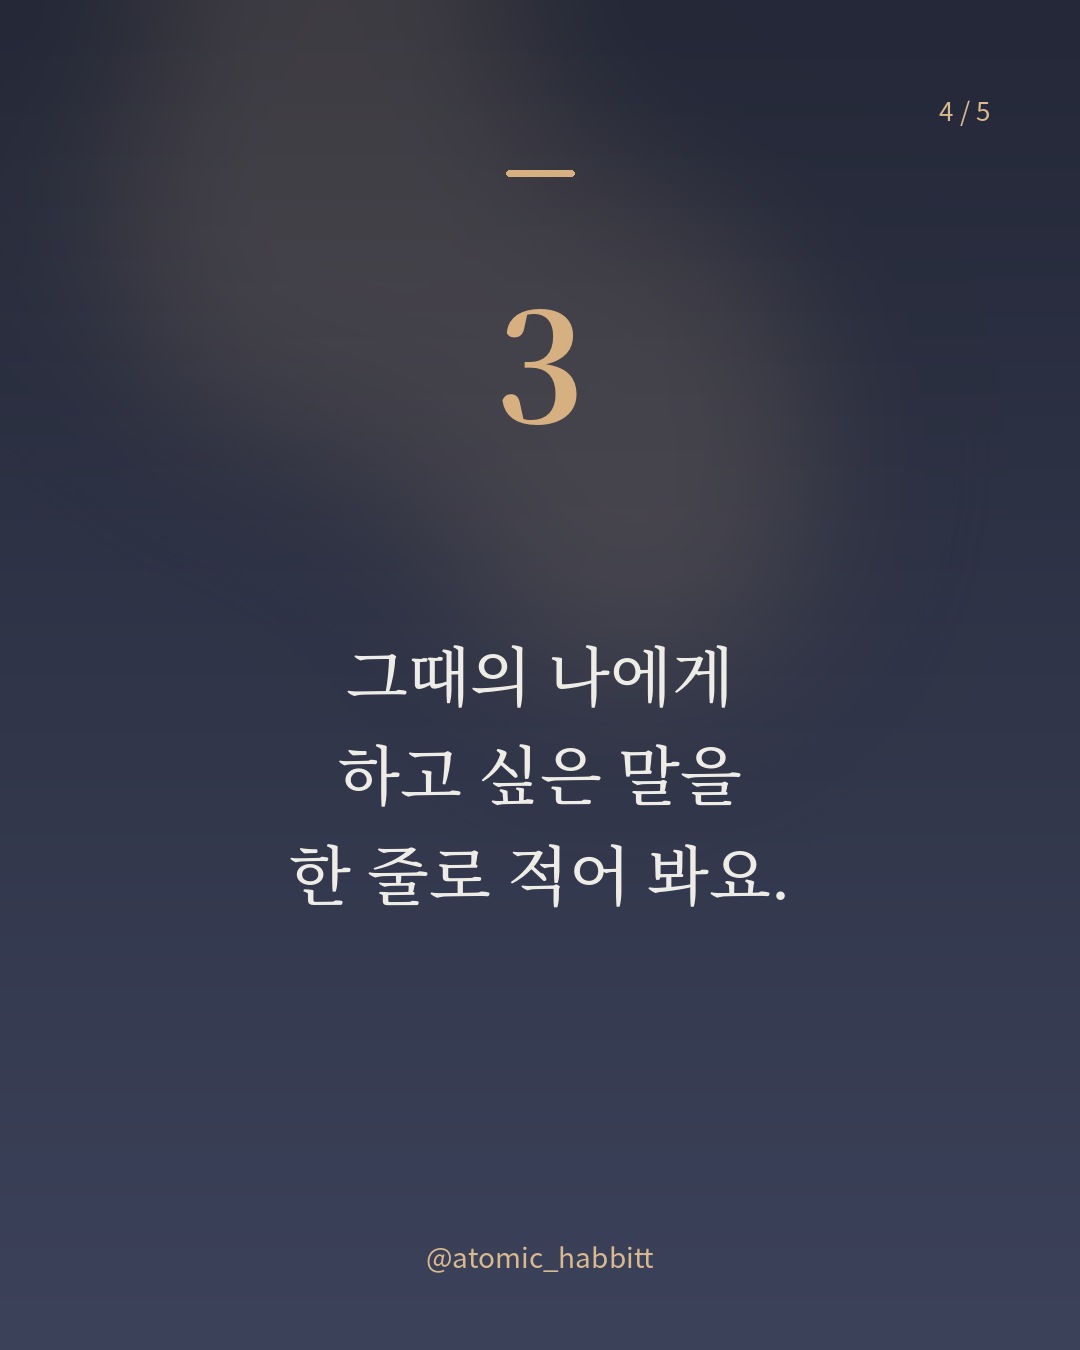 4 / 5
3
그때의 나에게
하고 싶은 말을
한 줄로 적어 봐요.
@atomic_habbitt